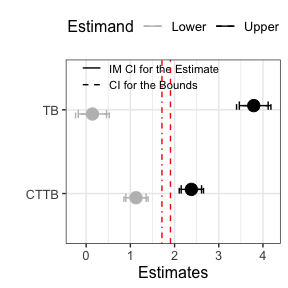 Estimand Lower Upper
IM CI for the Estimate
CI for the Bounds
TB
CTTB
0 1 2 3 4
Estimates